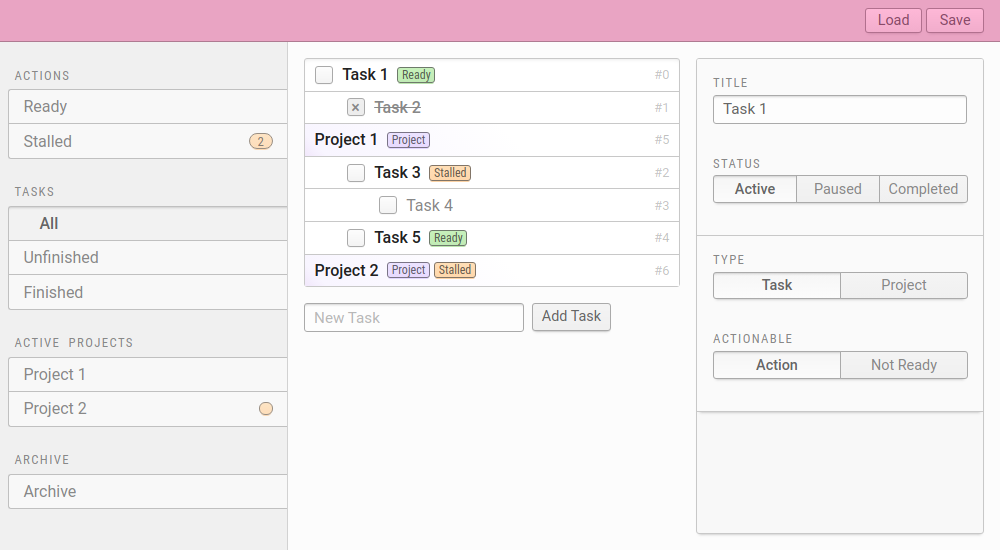 Load Save
ACTIONS
Ready
Stalled 2
TASKS
All
Unfinished
Finished
ACTIVE PROJECTS
Project 1
Project 2
ARCHIVE
Archive
Task 1 Ready #0
× Task 2 #1
Project 1 Project #5
Task 3 Stalled #2
Task 4 #3
Task 5 Ready #4
Project 2 Project Stalled #6
New Task Add Task
TITLE
Task 1
STATUS
Active Paused Completed
TYPE
Task Project
ACTIONABLE
Action Not Ready